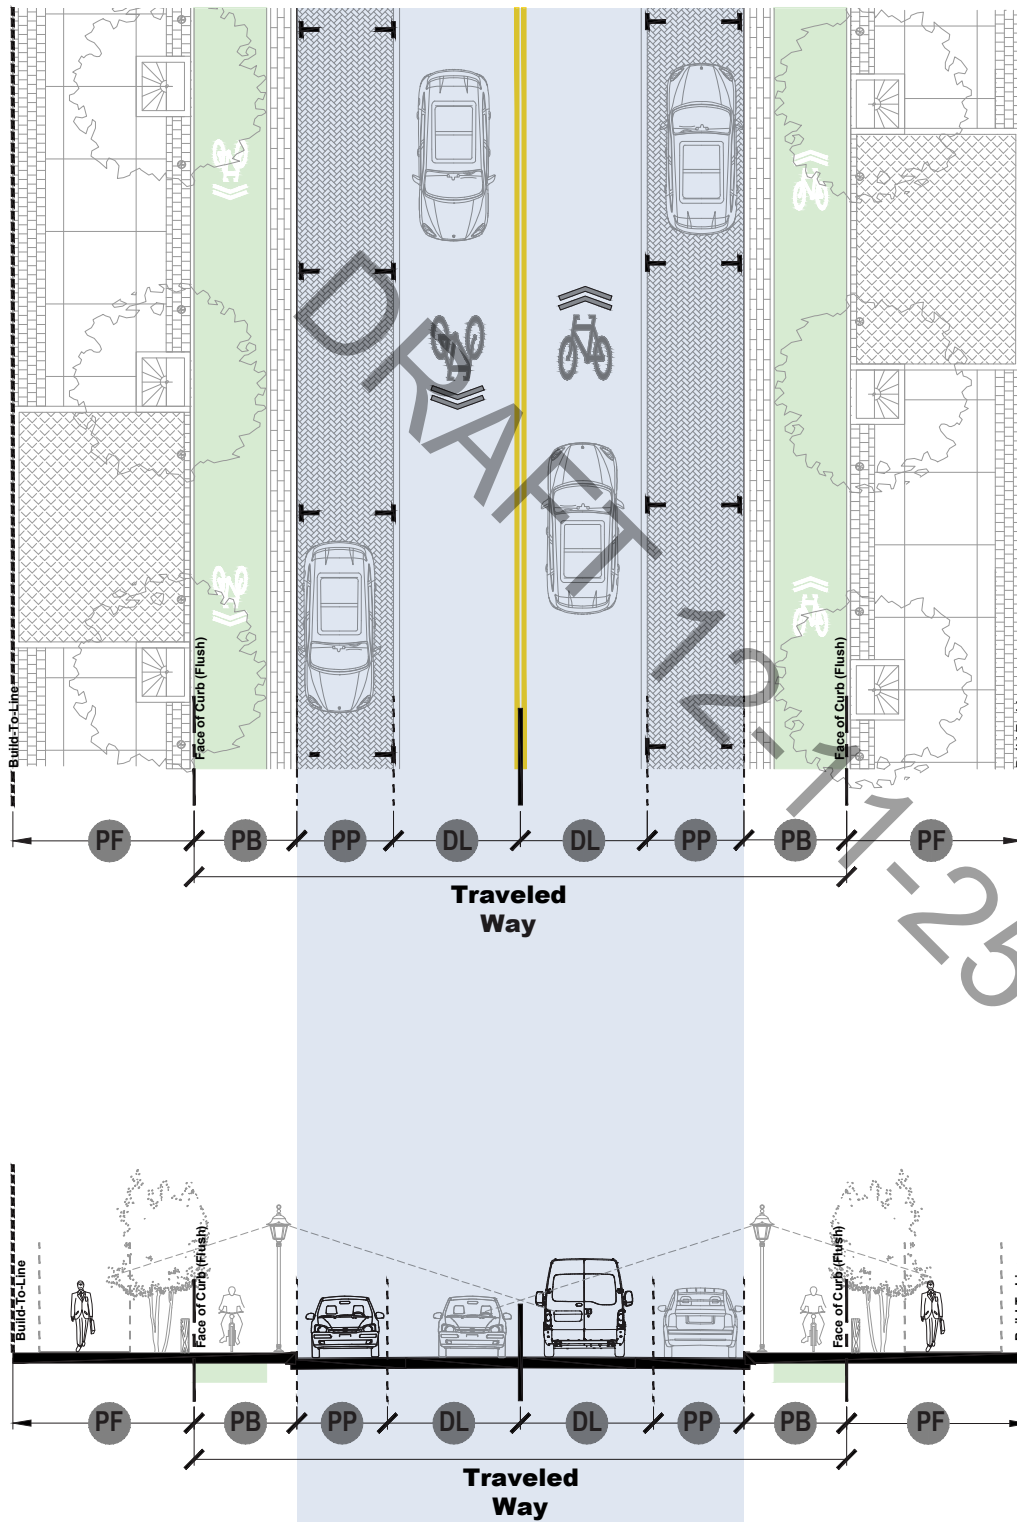 Build-To-Line
Face of Curb (Flush)
Face of Curb (Flush)
DRAFT 12-11-25
PF
PB
PP
DL
DL
PP
PB
PF
Traveled
Way
Build-To-Line
Face of Curb (Flush)
Face of Curb (Flush)
PF
PB
PP
DL
DL
PP
PB
PF
Traveled
Way